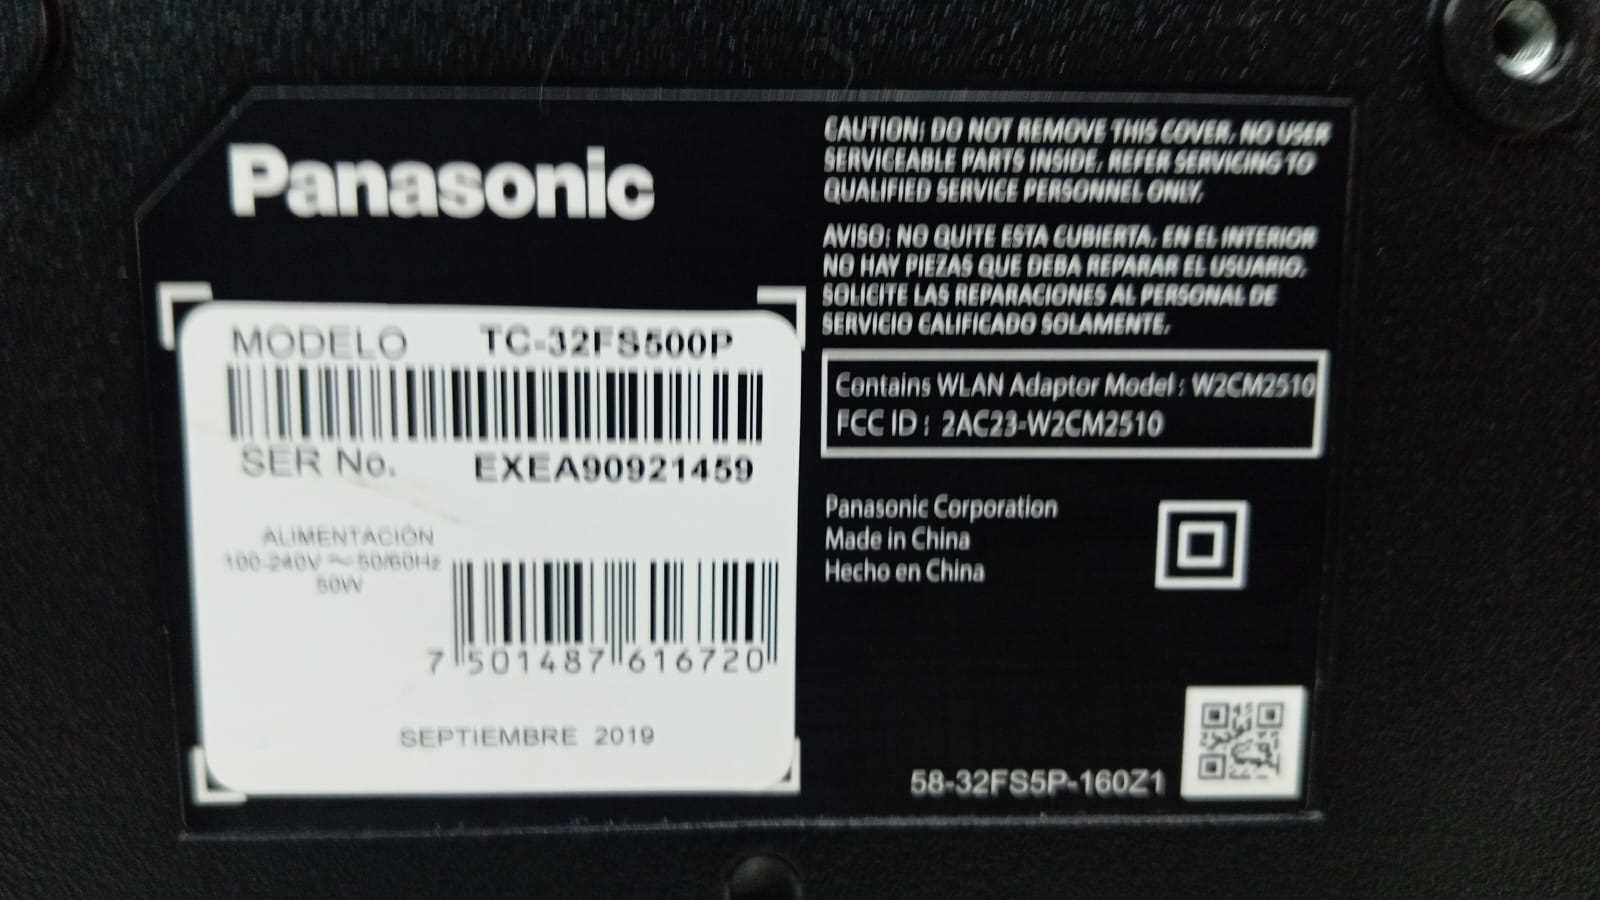 Panasonic
MODELO TC-32FS500P
SER No. EXEA90921459
ALIMENTACIÓN
100-240V ~ 50/60Hz
50W
7 501487 616720
SEPTIEMBRE 2019
CAUTION: DO NOT REMOVE THIS COVER. NO USER
SERVICEABLE PARTS INSIDE. REFER SERVICING TO
QUALIFIED SERVICE PERSONNEL ONLY.
AVISO: NO QUITE ESTA CUBIERTA. EN EL INTERIOR
NO HAY PIEZAS QUE DEBA REPARAR EL USUARIO.
SOLICITE LAS REPARACIONES AL PERSONAL DE
SERVICIO CALIFICADO SOLAMENTE.
Contains WLAN Adaptor Model : W2CM2510
FCC ID : 2AC23-W2CM2510
Panasonic Corporation
Made in China
Hecho en China
58-32FS5P-160Z1